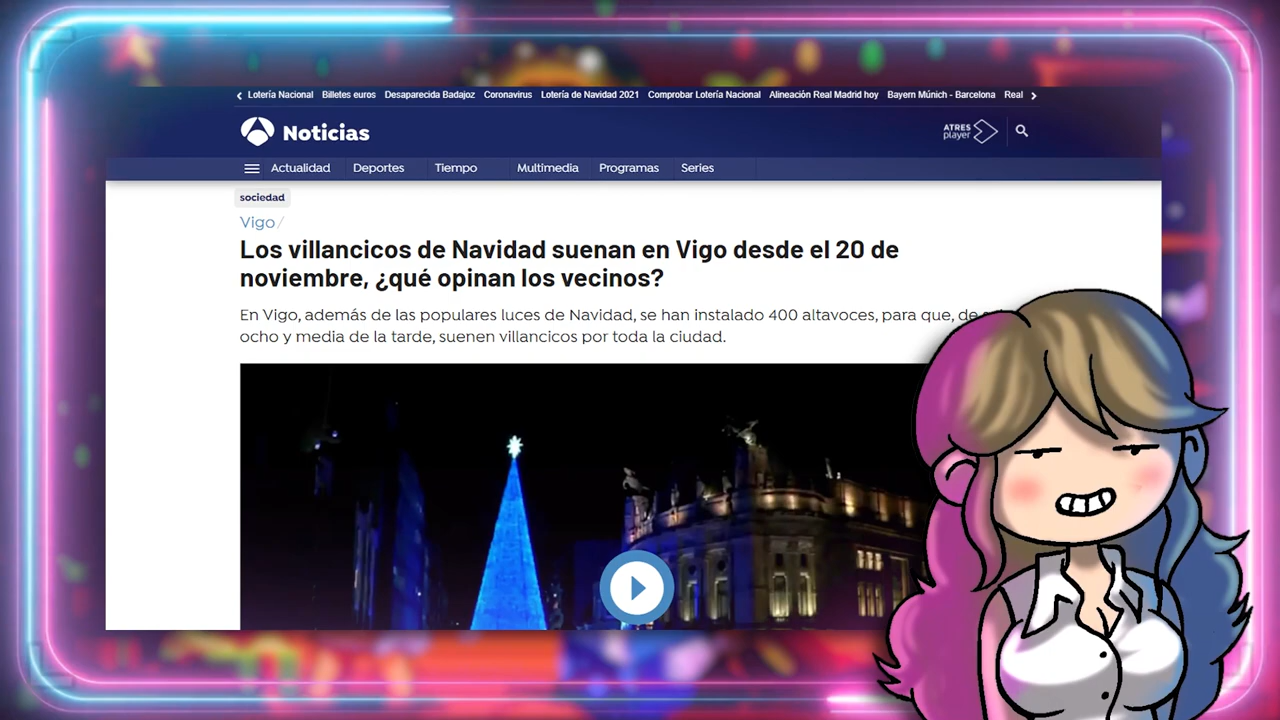 Lotería Nacional Billetes euros Desaparecida Badajoz Coronavirus Lotería de Navidad 2021 Comprobar Lotería Nacional Alineación Real Madrid hoy Bayern Múnich - Barcelona Real
Noticias
ATRES
player
Actualidad Deportes Tiempo Multimedia Programas Series
sociedad
Vigo /
Los villancicos de Navidad suenan en Vigo desde el 20 de
noviembre, ¿qué opinan los vecinos?
En Vigo, además de las populares luces de Navidad, se han instalado 400 altavoces, para que, de
ocho y media de la tarde, suenen villancicos por toda la ciudad.